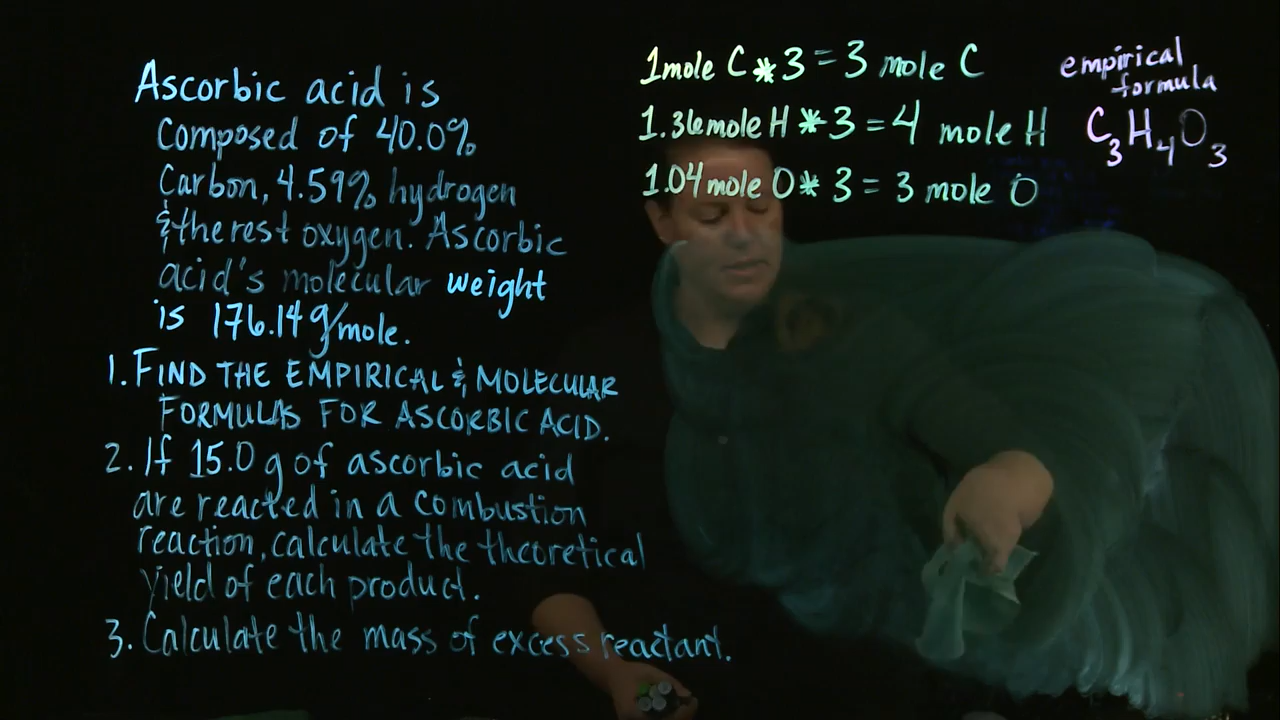 Ascorbic acid is
Composed of 40.0%
Carbon, 4.59% hydrogen
& the rest oxygen. Ascorbic
acid's molecular weight
is 176.14 g/mole.
1. FIND THE EMPIRICAL & MOLECULAR
FORMULAS FOR ASCORBIC ACID.
2. If 15.0 g of ascorbic acid
are reacted in a combustion
reaction, calculate the theoretical
yield of each product.
3. Calculate the mass of excess reactant.
1mole C * 3 = 3 mole C
1.36mole H * 3 = 4 mole H
1.04 mole O * 3 = 3 mole O
empirical
formula
C₃H₄O₃